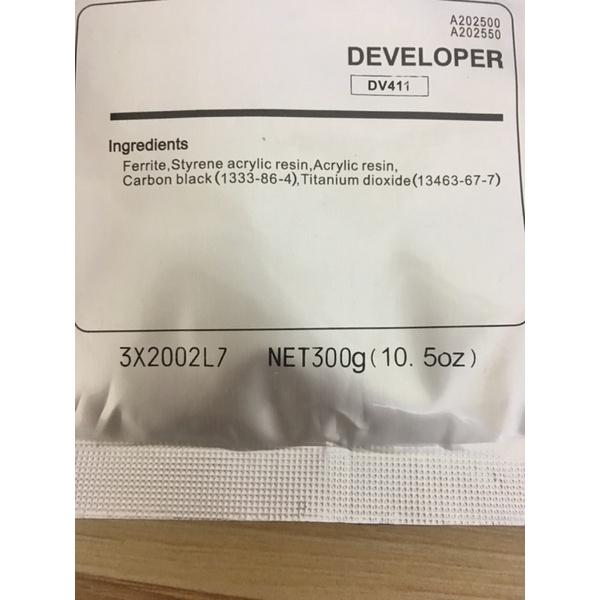 A202500
A202550
DEVELOPER
DV411
Ingredients
Ferrite,Styrene acrylic resin,Acrylic resin,
Carbon black(1333-86-4),Titanium dioxide(13463-67-7)
3X2002L7 NET300g(10.5oz)